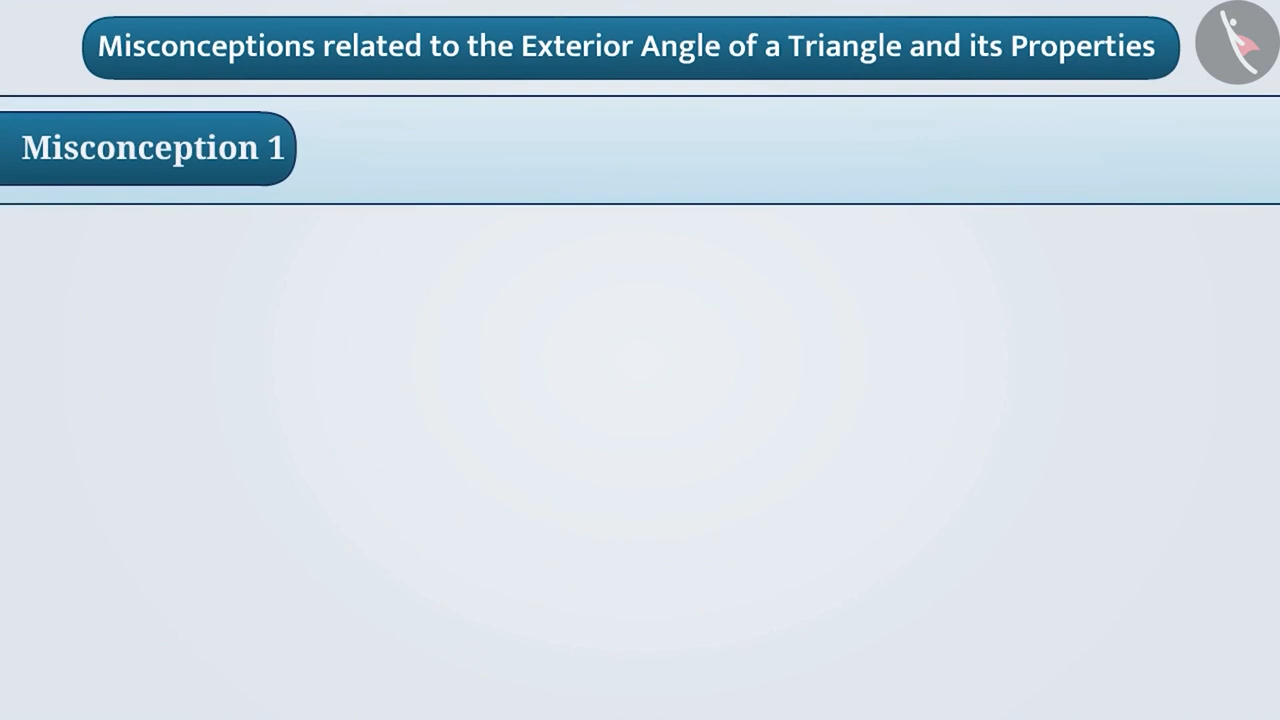 Misconceptions related to the Exterior Angle of a Triangle and its Properties
Misconception 1